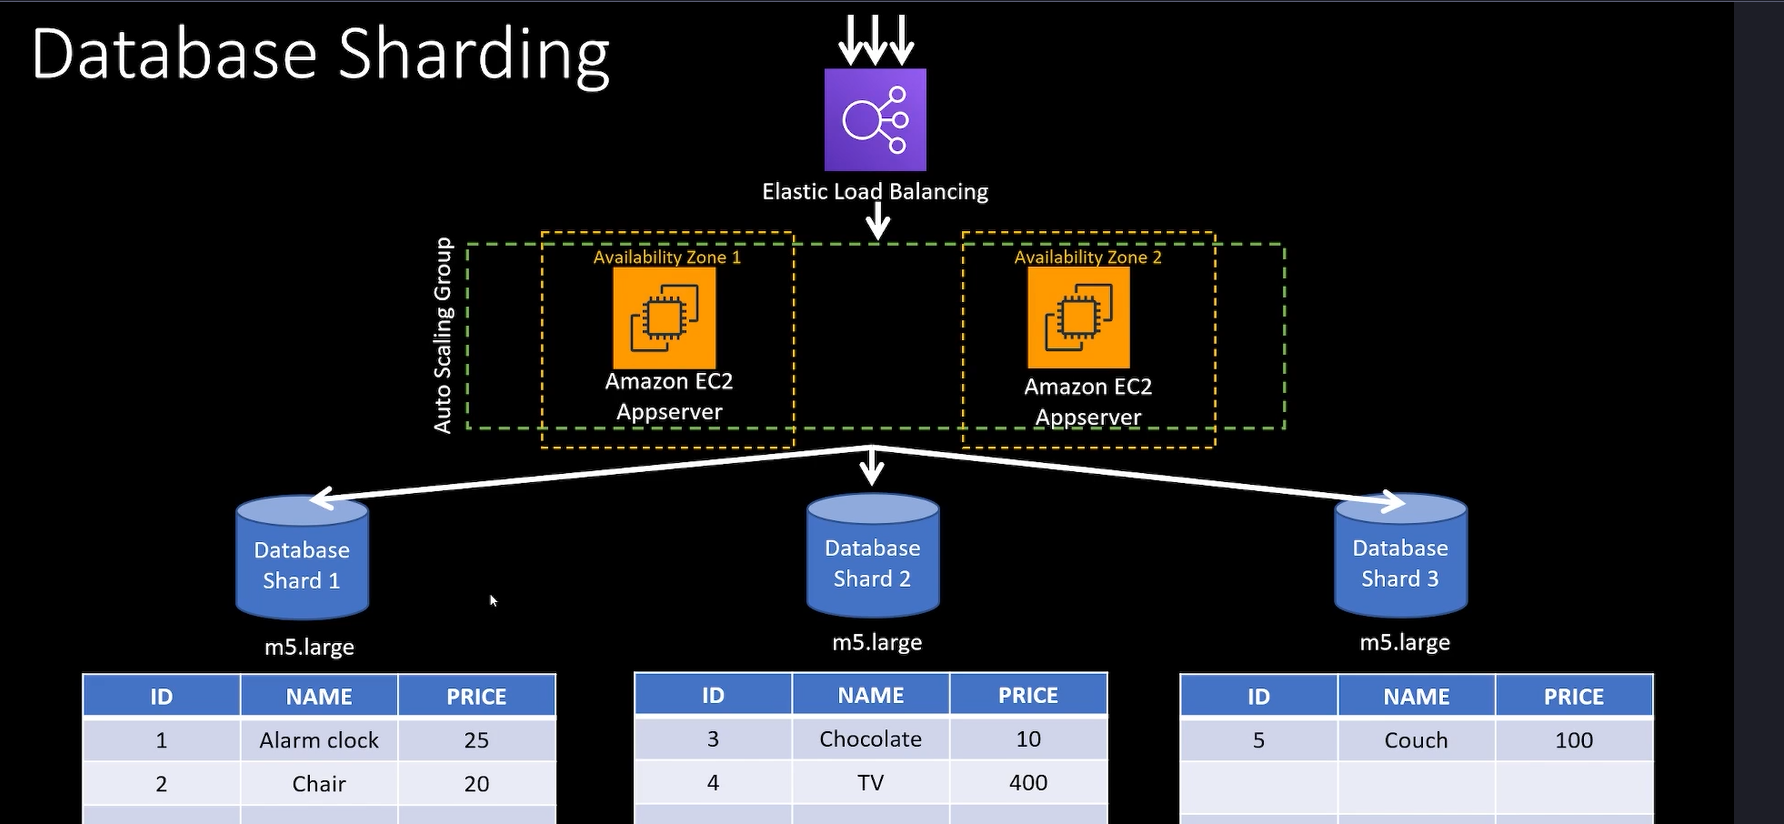 Database Sharding
Elastic Load Balancing
Auto Scaling Group
Availability Zone 1
Amazon EC2
Appserver
Availability Zone 2
Amazon EC2
Appserver
Database
Shard 1
m5.large
Database
Shard 2
m5.large
Database
Shard 3
m5.large
ID NAME PRICE
1 Alarm clock 25
2 Chair 20
ID NAME PRICE
3 Chocolate 10
4 TV 400
ID NAME PRICE
5 Couch 100